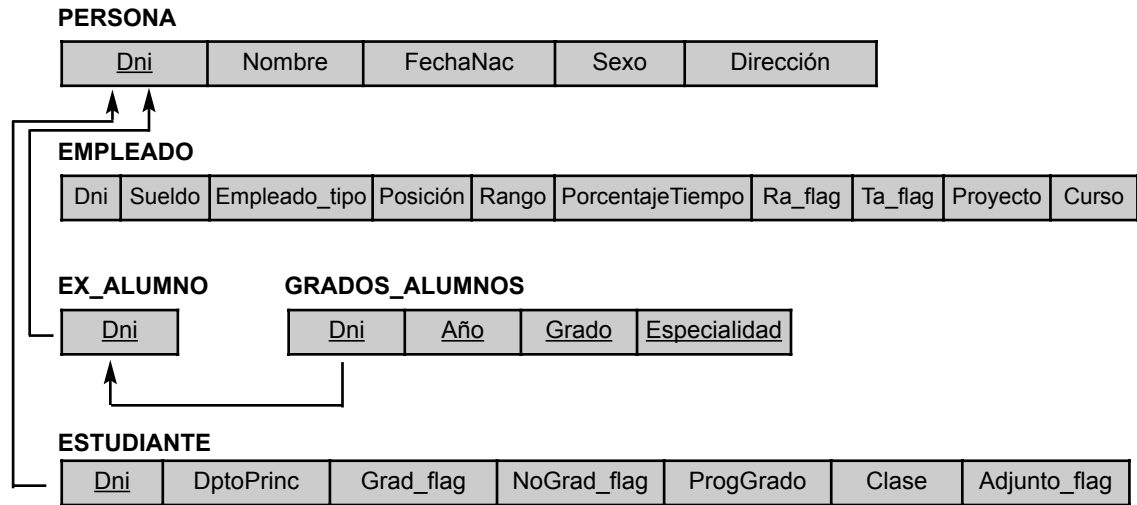 PERSONA
Dni Nombre FechaNac Sexo Dirección
EMPLEADO
Dni Sueldo Empleado_tipo Posición Rango PorcentajeTiempo Ra_flag Ta_flag Proyecto Curso
EX_ALUMNO GRADOS_ALUMNOS
Dni Dni Año Grado Especialidad
ESTUDIANTE
Dni DptoPrinc Grad_flag NoGrad_flag ProgGrado Clase Adjunto_flag